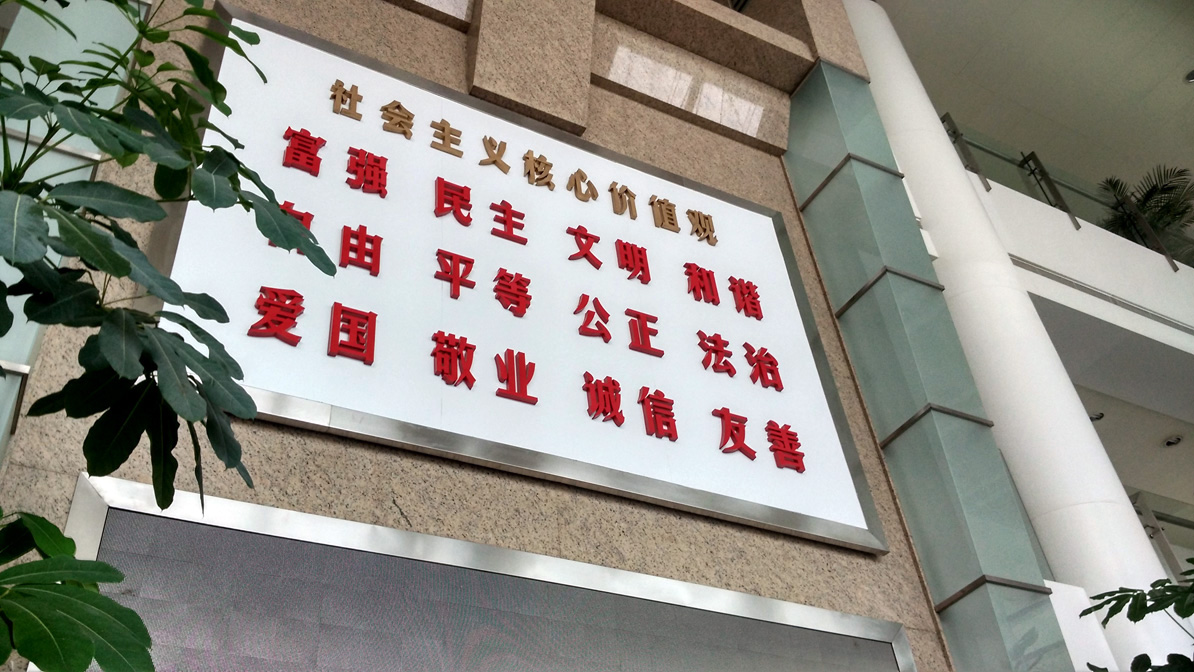 社会主义核心价值观
富强 民主 文明 和谐
自由 平等 公正 法治
爱国 敬业 诚信 友善